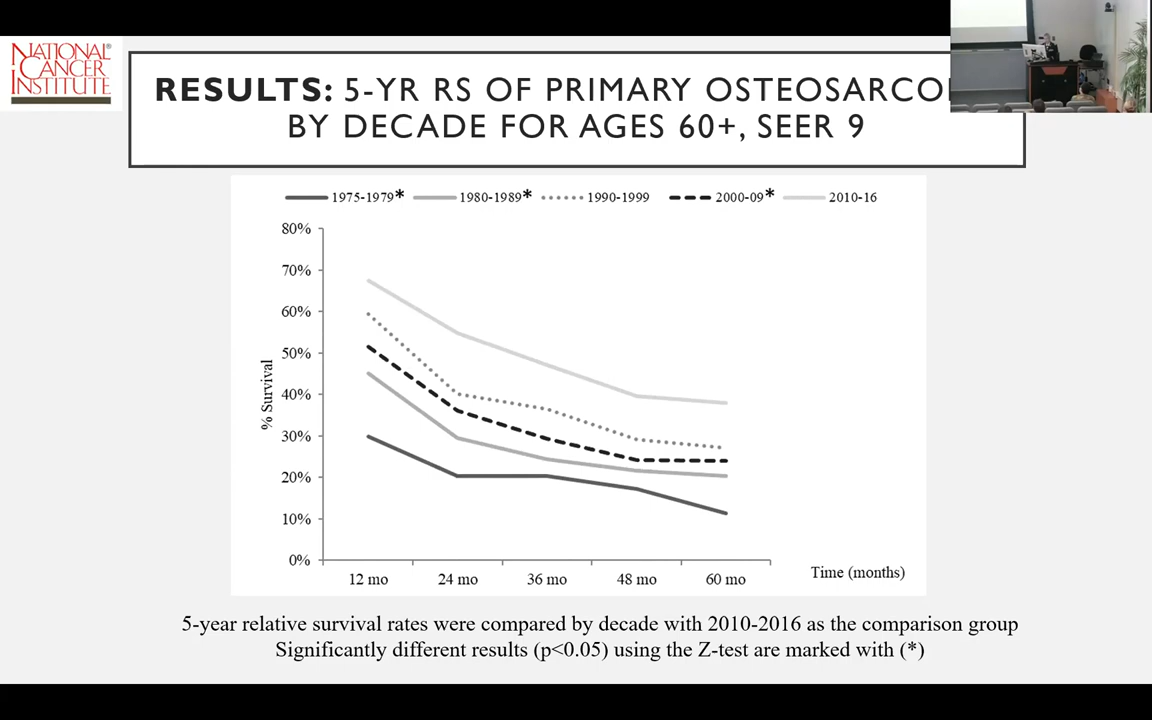 NATIONAL®
CANCER
INSTITUTE
RESULTS: 5-YR RS OF PRIMARY
BY DECADE FOR AGES 60+, SEER 9
1975-1979* 1980-1989* 1990-1999 2000-09* 2010-16
80%
70%
60%
50%
40%
30%
20%
10%
0%
% Survival
12 mo 24 mo 36 mo 48 mo 60 mo
Time (months)
5-year relative survival rates were compared by decade with 2010-2016 as the comparison group
Significantly different results (p<0.05) using the Z-test are marked with (*)